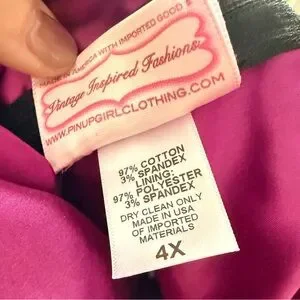 MADE IN AMERICA WITH IMPORTED GOODS
Vintage Inspired Fashions
WWW.PINUPGIRLCLOTHING.COM
97% COTTON
3% SPANDEX
LINING:
97% POLYESTER
3% SPANDEX
DRY CLEAN ONLY
MADE IN USA
OF IMPORTED
MATERIALS
4X